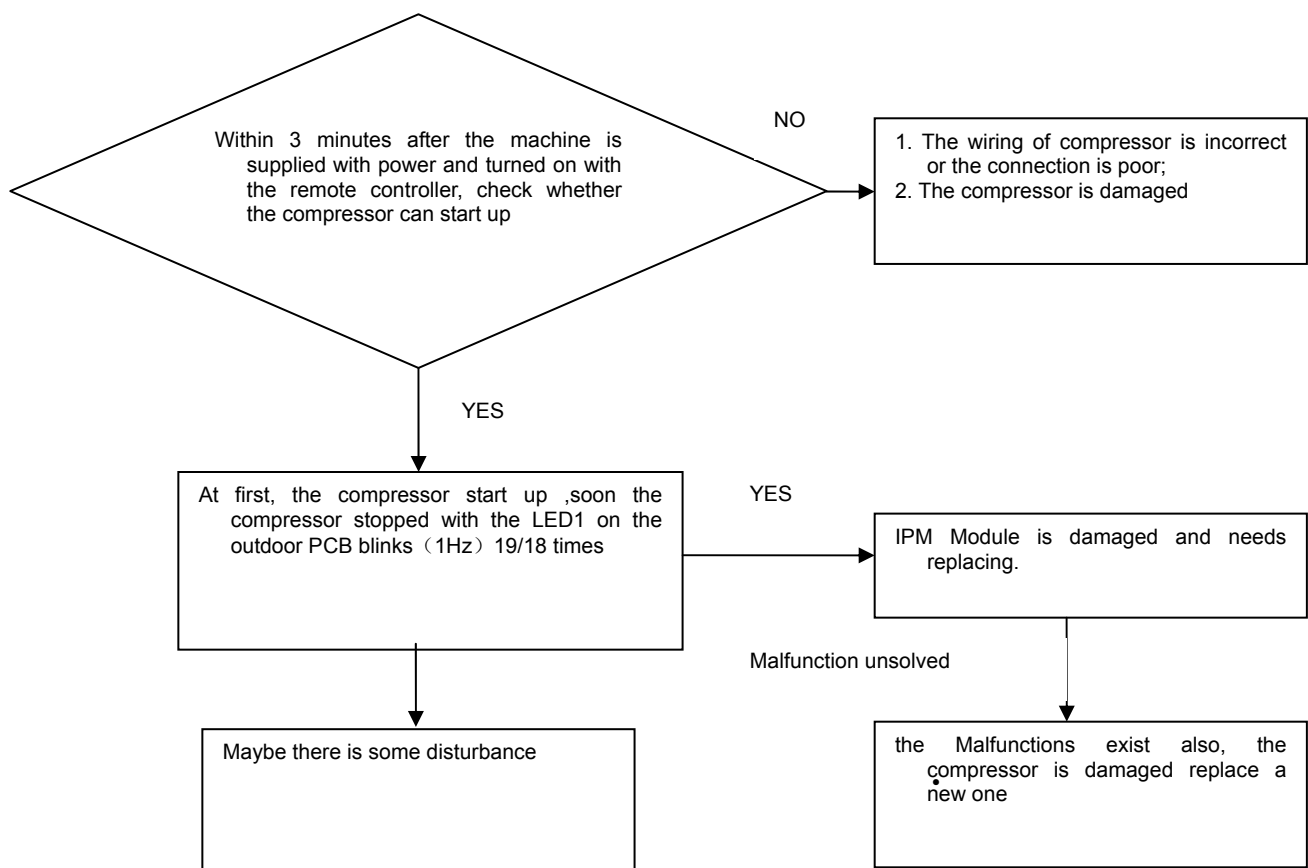 Within 3 minutes after the machine is
supplied with power and turned on with
the remote controller, check whether
the compressor can start up
NO
1. The wiring of compressor is incorrect
or the connection is poor;
2. The compressor is damaged
YES
At first, the compressor start up ,soon the
compressor stopped with the LED1 on the
outdoor PCB blinks（1Hz）19/18 times
YES
IPM Module is damaged and needs
replacing.
Malfunction unsolved
Maybe there is some disturbance
the Malfunctions exist also, the
compressor is damaged replace a
new one